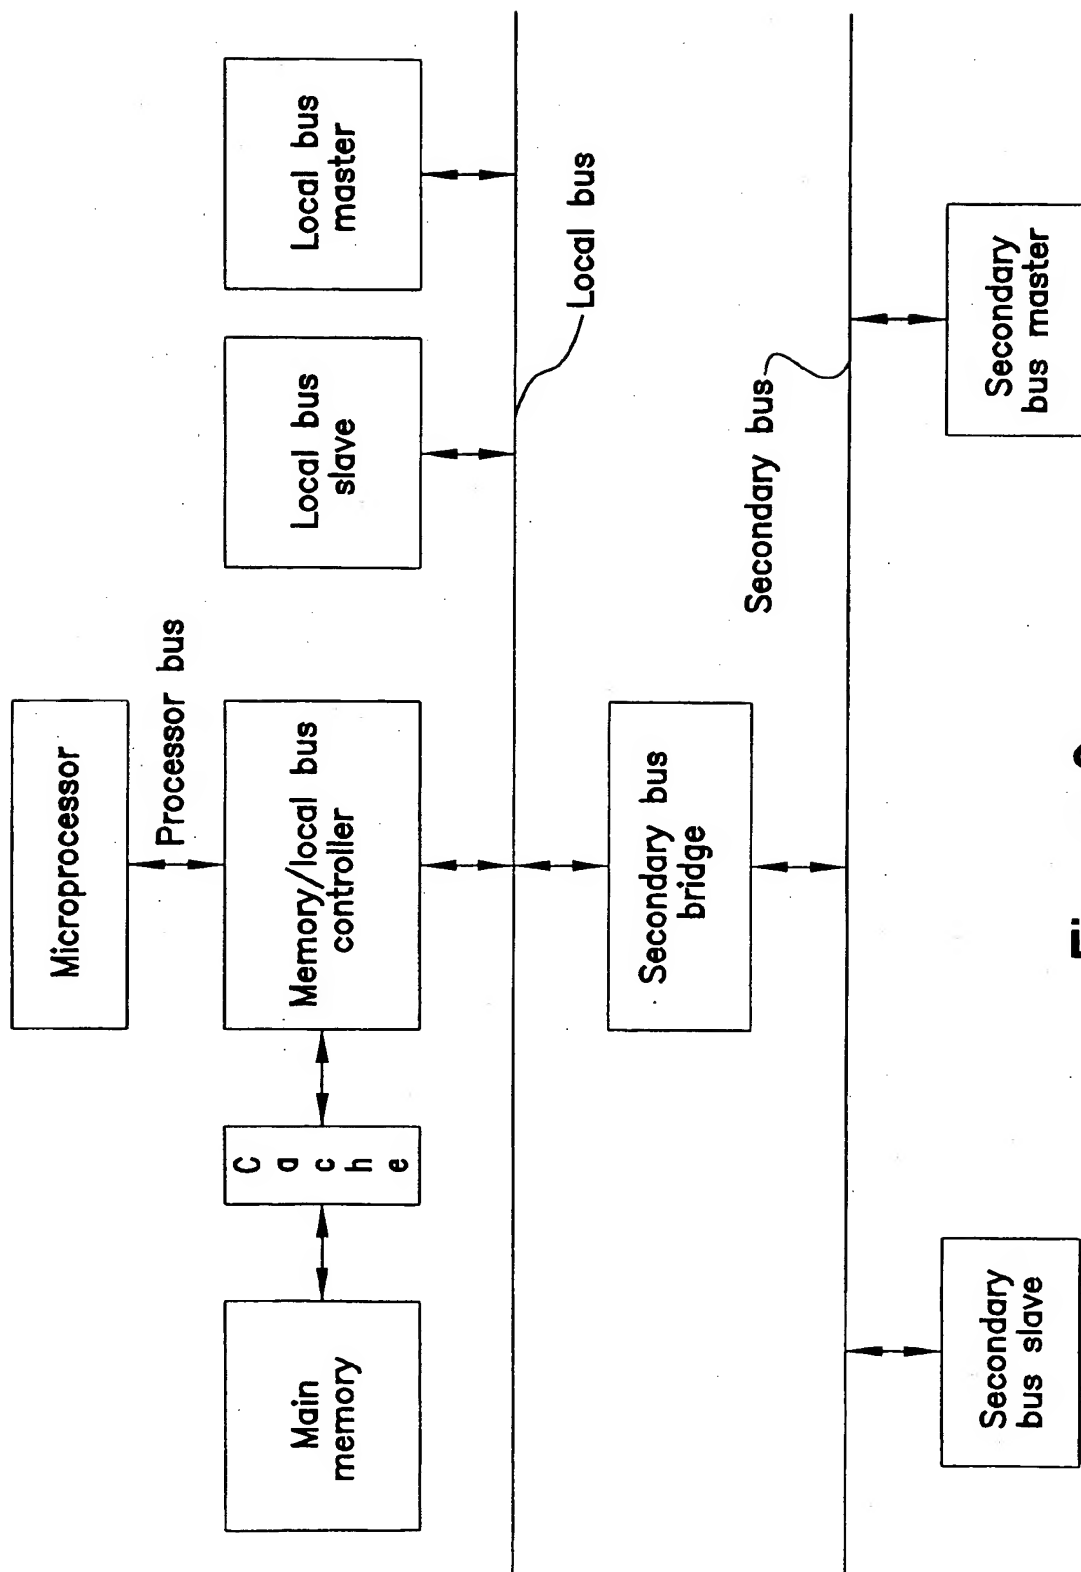 Microprocessor
Processor bus
Main
memory
C
a
c
h
e
Memory/local bus
controller
Local bus
slave
Local bus
master
Local bus
Secondary bus
bridge
Secondary bus
Secondary
bus slave
Secondary
bus master